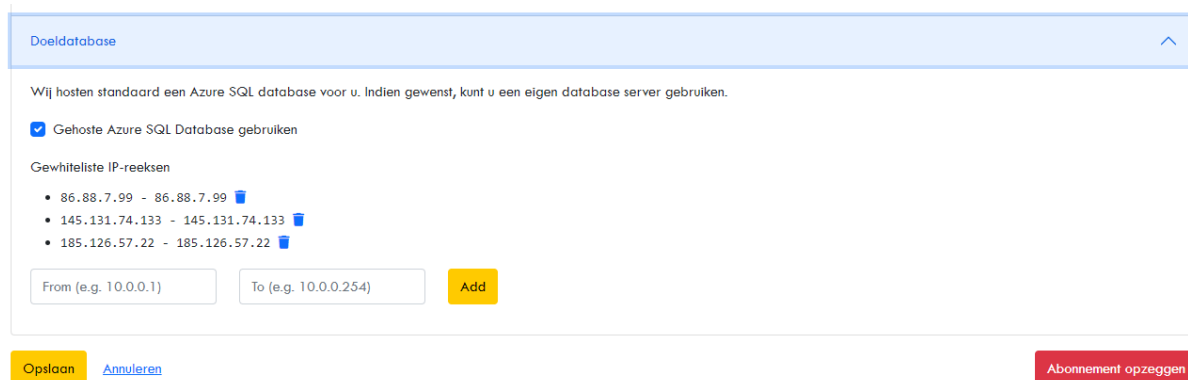 Doeldatabase
Wij hosten standaard een Azure SQL database voor u. Indien gewenst, kunt u een eigen database server gebruiken.
Gehoste Azure SQL Database gebruiken
Gewhiteliste IP-reeksen
86.88.7.99 - 86.88.7.99
145.131.74.133 - 145.131.74.133
185.126.57.22 - 185.126.57.22
From (e.g. 10.0.0.1) To (e.g. 10.0.0.254) Add
Opslaan Annuleren Abonnement opzeggen